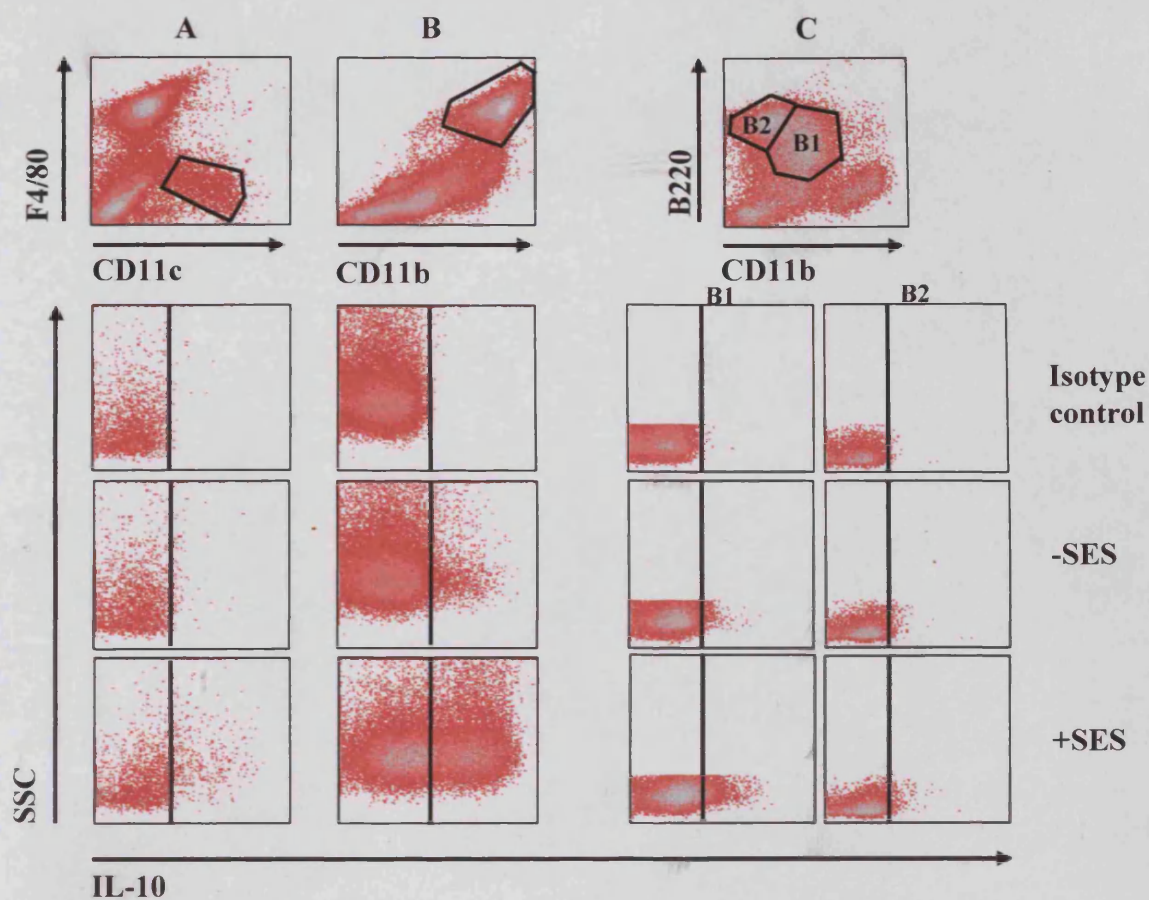 A
B
C
F4/80
B220
B2
B1
CD11c
CD11b
CD11b
B1
B2
Isotype
control
-SES
+SES
SSC
IL-10